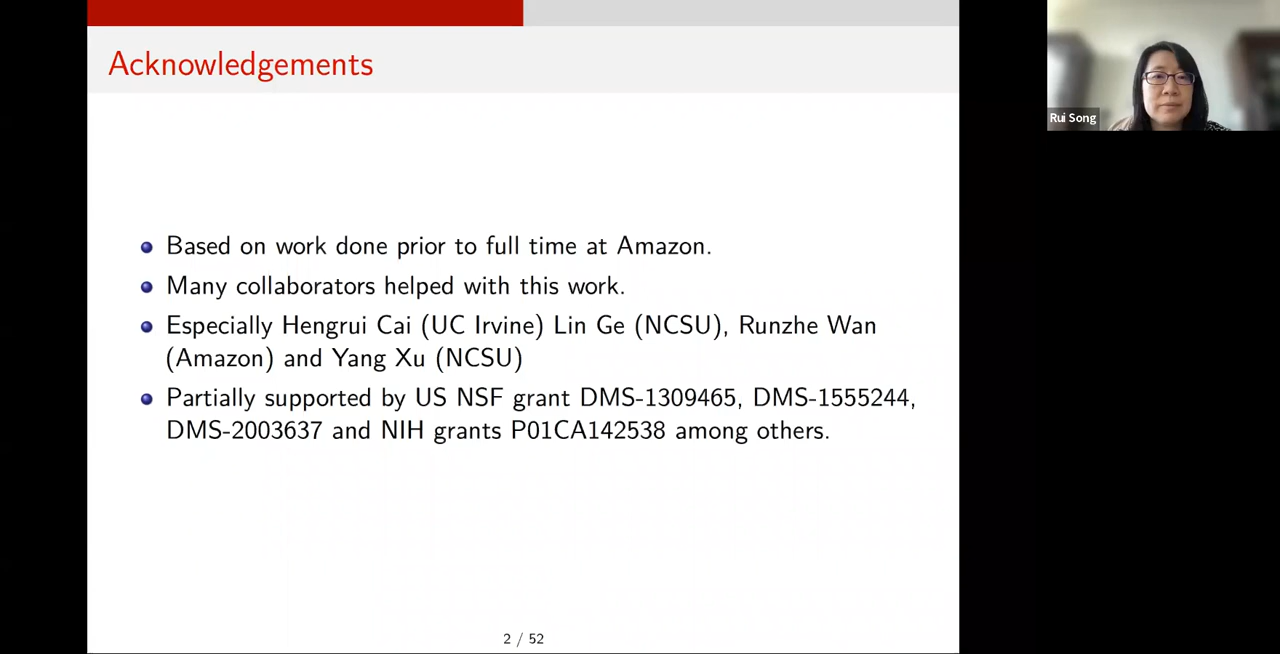 Acknowledgements
Rui Song
Based on work done prior to full time at Amazon.
Many collaborators helped with this work.
Especially Hengrui Cai (UC Irvine) Lin Ge (NCSU), Runzhe Wan
(Amazon) and Yang Xu (NCSU)
Partially supported by US NSF grant DMS-1309465, DMS-1555244,
DMS-2003637 and NIH grants P01CA142538 among others.
2 / 52